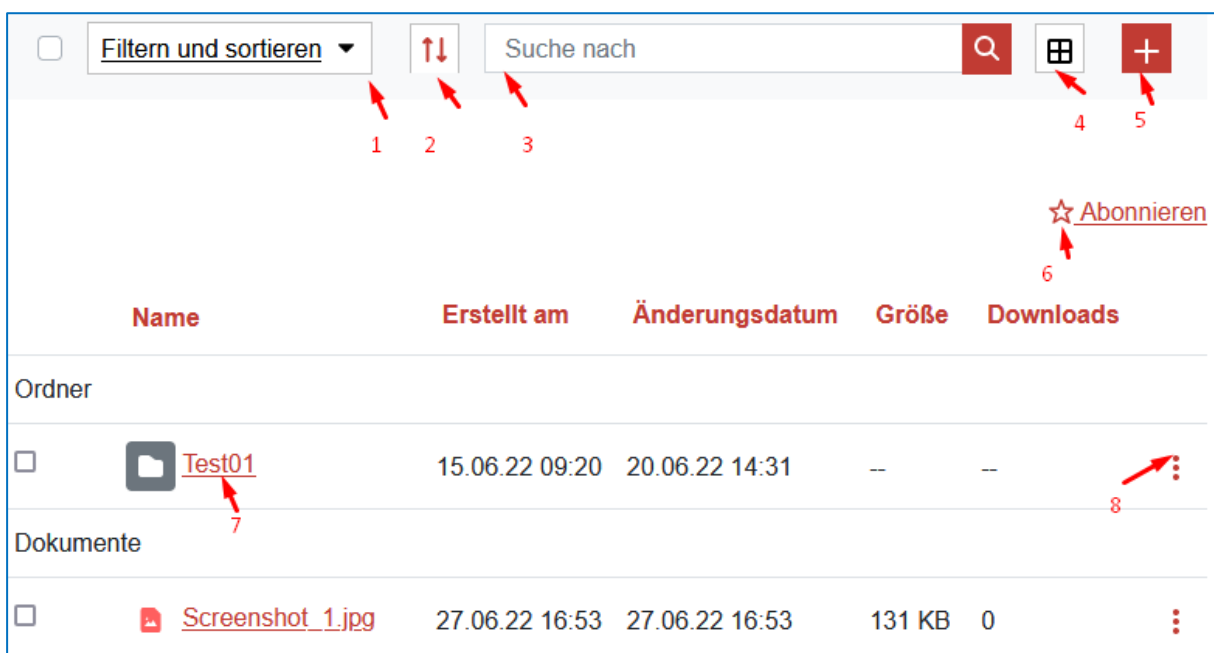 Filtern und sortieren
Suche nach
1
2
3
4
5
Abonnieren
6
Name Erstellt am Änderungsdatum Größe Downloads
Ordner
Test01 15.06.22 09:20 20.06.22 14:31 -- --
7
8
Dokumente
Screenshot_1.jpg 27.06.22 16:53 27.06.22 16:53 131 KB 0